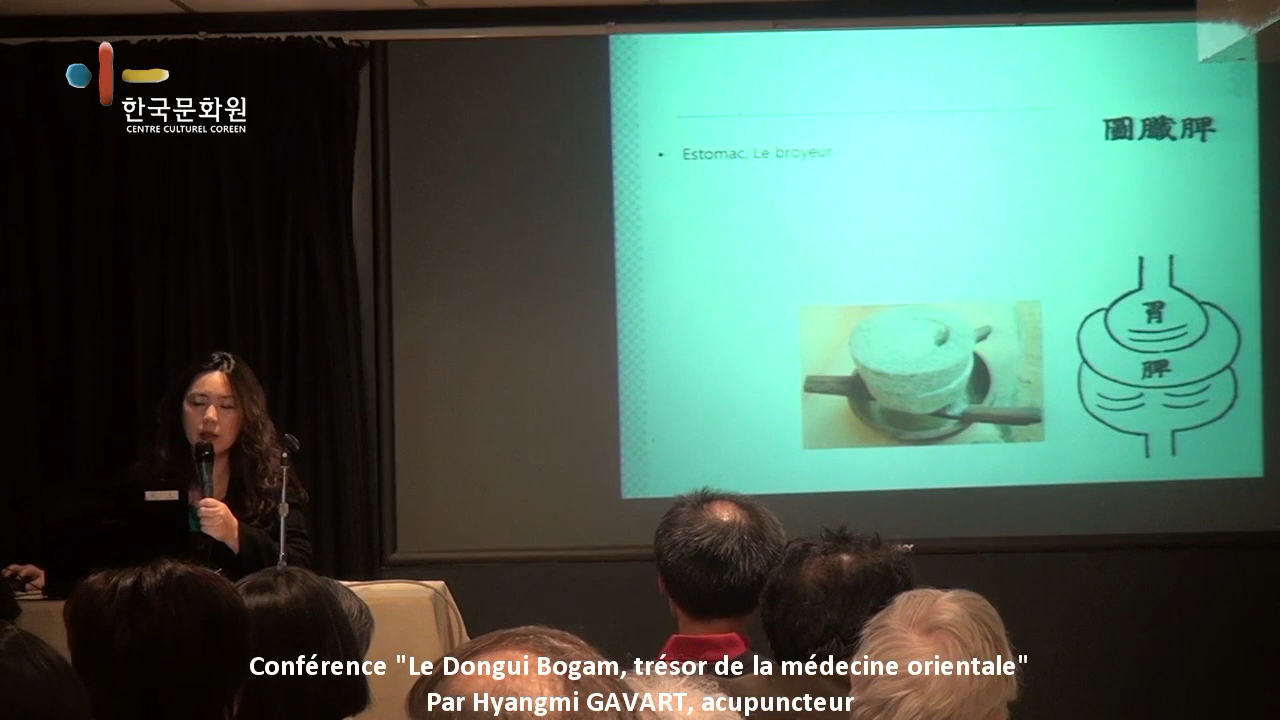 한국문화원
CENTRE CULTUREL COREEN
圖臟脾
• Estomac. Le broyeur
胃
脾
Conférence "Le Dongui Bogam, trésor de la médecine orientale"
Par Hyangmi GAVART, acupuncteur